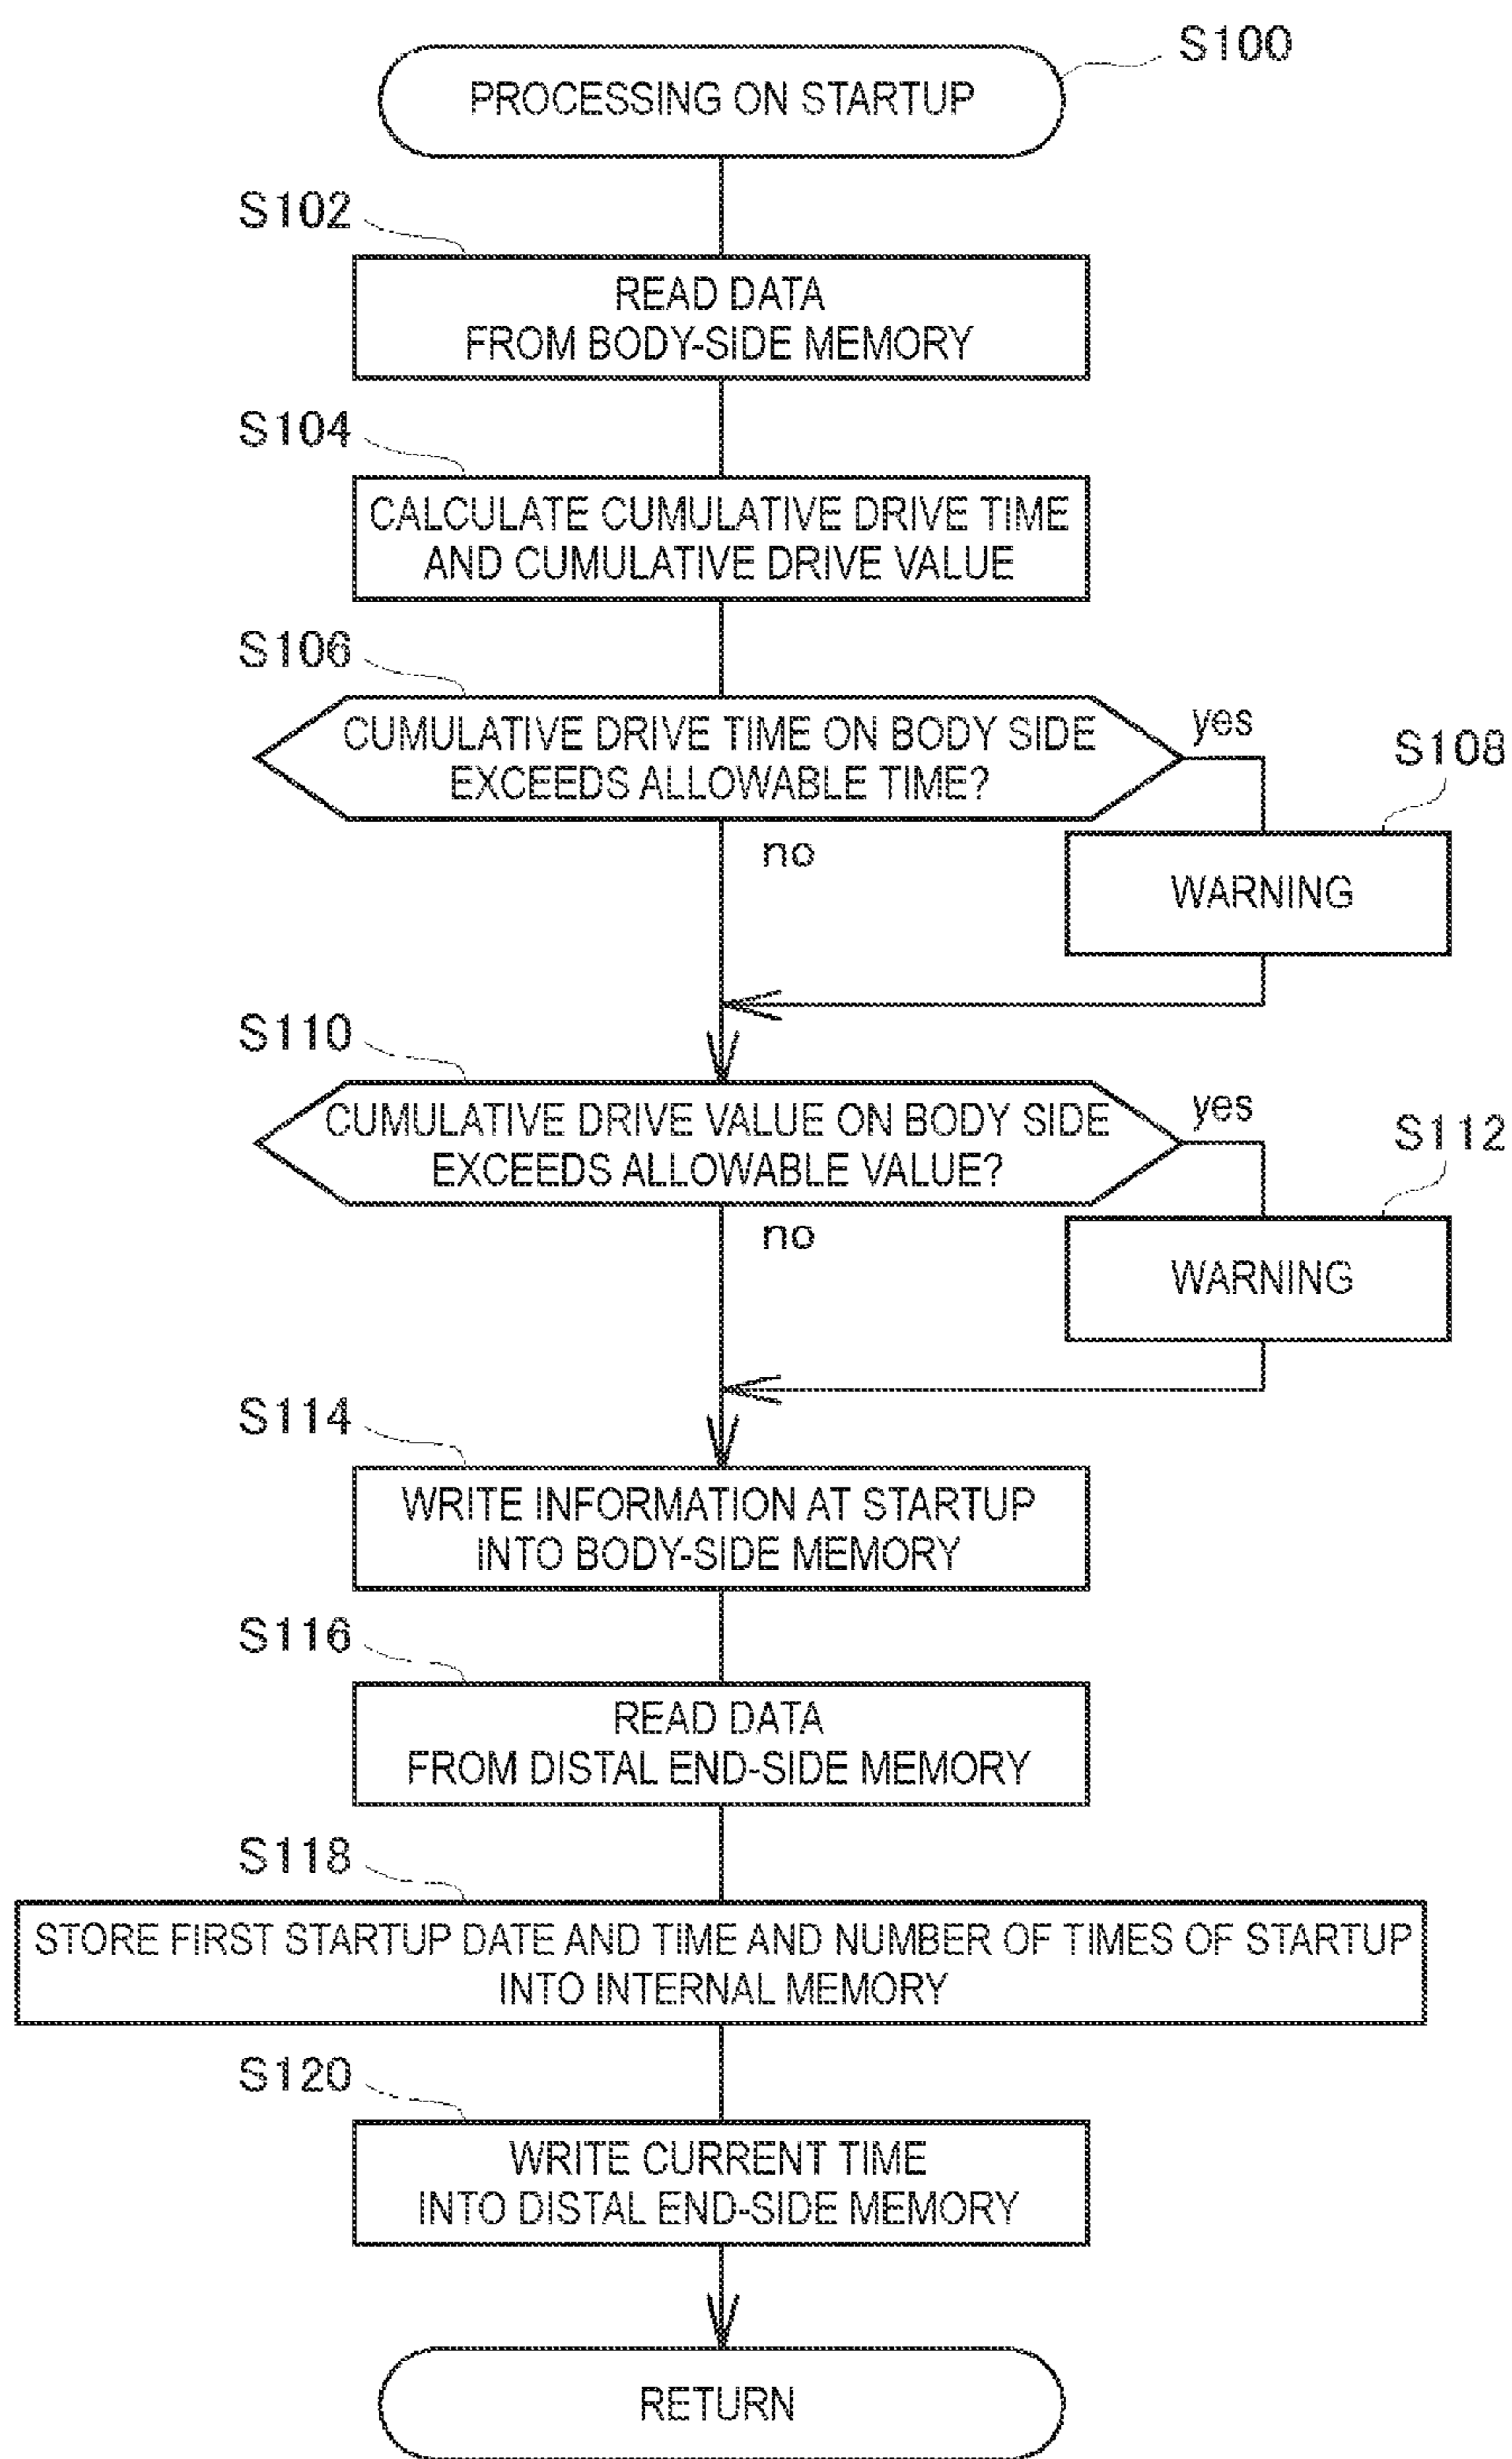 S100
PROCESSING ON STARTUP
S102
READ DATA
FROM BODY-SIDE MEMORY
S104
CALCULATE CUMULATIVE DRIVE TIME
AND CUMULATIVE DRIVE VALUE
S106
CUMULATIVE DRIVE TIME ON BODY SIDE
EXCEEDS ALLOWABLE TIME?
yes
S108
no
WARNING
S110
CUMULATIVE DRIVE VALUE ON BODY SIDE
EXCEEDS ALLOWABLE VALUE?
yes
S112
no
WARNING
S114
WRITE INFORMATION AT STARTUP
INTO BODY-SIDE MEMORY
S116
READ DATA
FROM DISTAL END-SIDE MEMORY
S118
STORE FIRST STARTUP DATE AND TIME AND NUMBER OF TIMES OF STARTUP
INTO INTERNAL MEMORY
S120
WRITE CURRENT TIME
INTO DISTAL END-SIDE MEMORY
RETURN